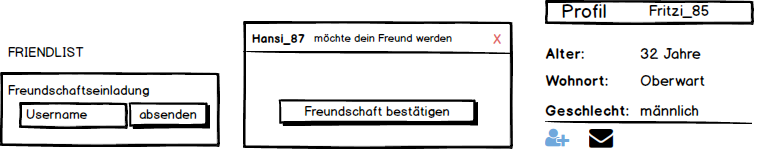 FRIENDLIST
Freundschaftseinladung
Username absenden
Hansi_87 möchte dein Freund werden X
Freundschaft bestätigen
Profil Fritzi_85
Alter: 32 Jahre
Wohnort: Oberwart
Geschlecht: männlich